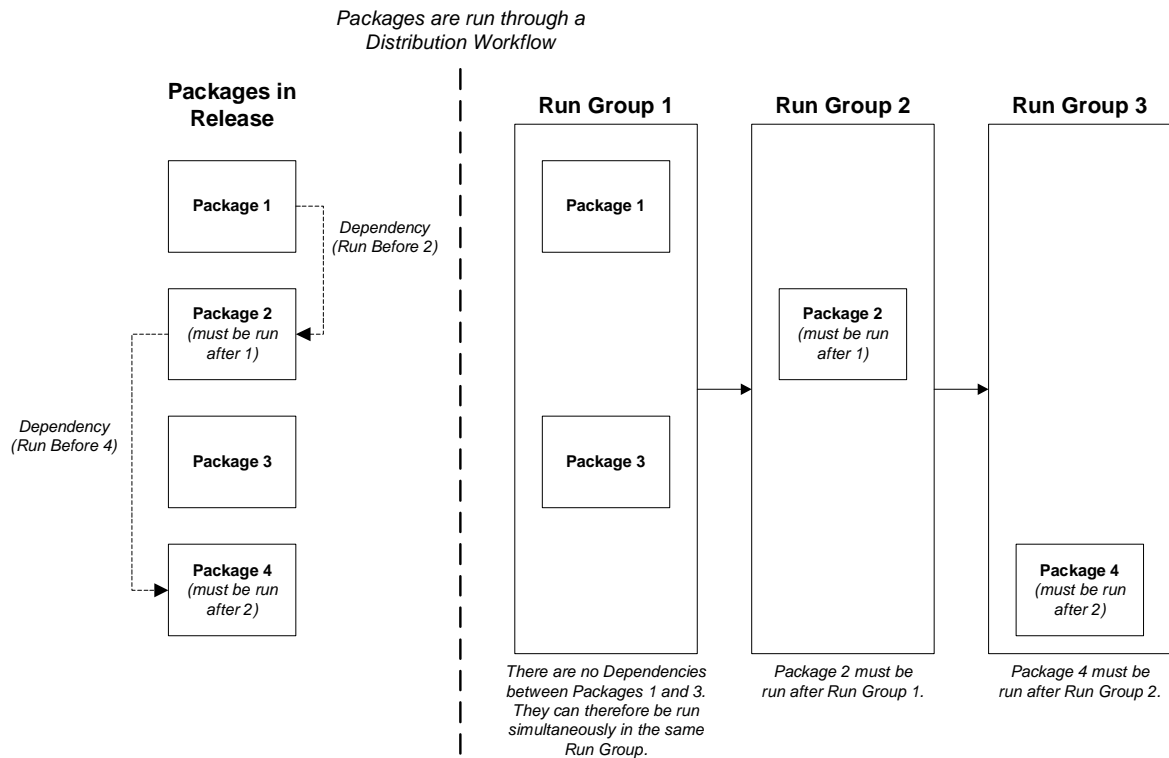 Packages are run through a
Distribution Workflow
Packages in
Release
Package 1
Dependency
(Run Before 2)
Package 2
(must be run
after 1)
Dependency
(Run Before 4)
Package 3
Package 4
(must be run
after 2)
Run Group 1
Package 1
Package 3
There are no Dependencies
between Packages 1 and 3.
They can therefore be run
simultaneously in the same
Run Group.
Run Group 2
Package 2
(must be run
after 1)
Package 2 must be
run after Run Group 1.
Run Group 3
Package 4
(must be run
after 2)
Package 4 must be
run after Run Group 2.